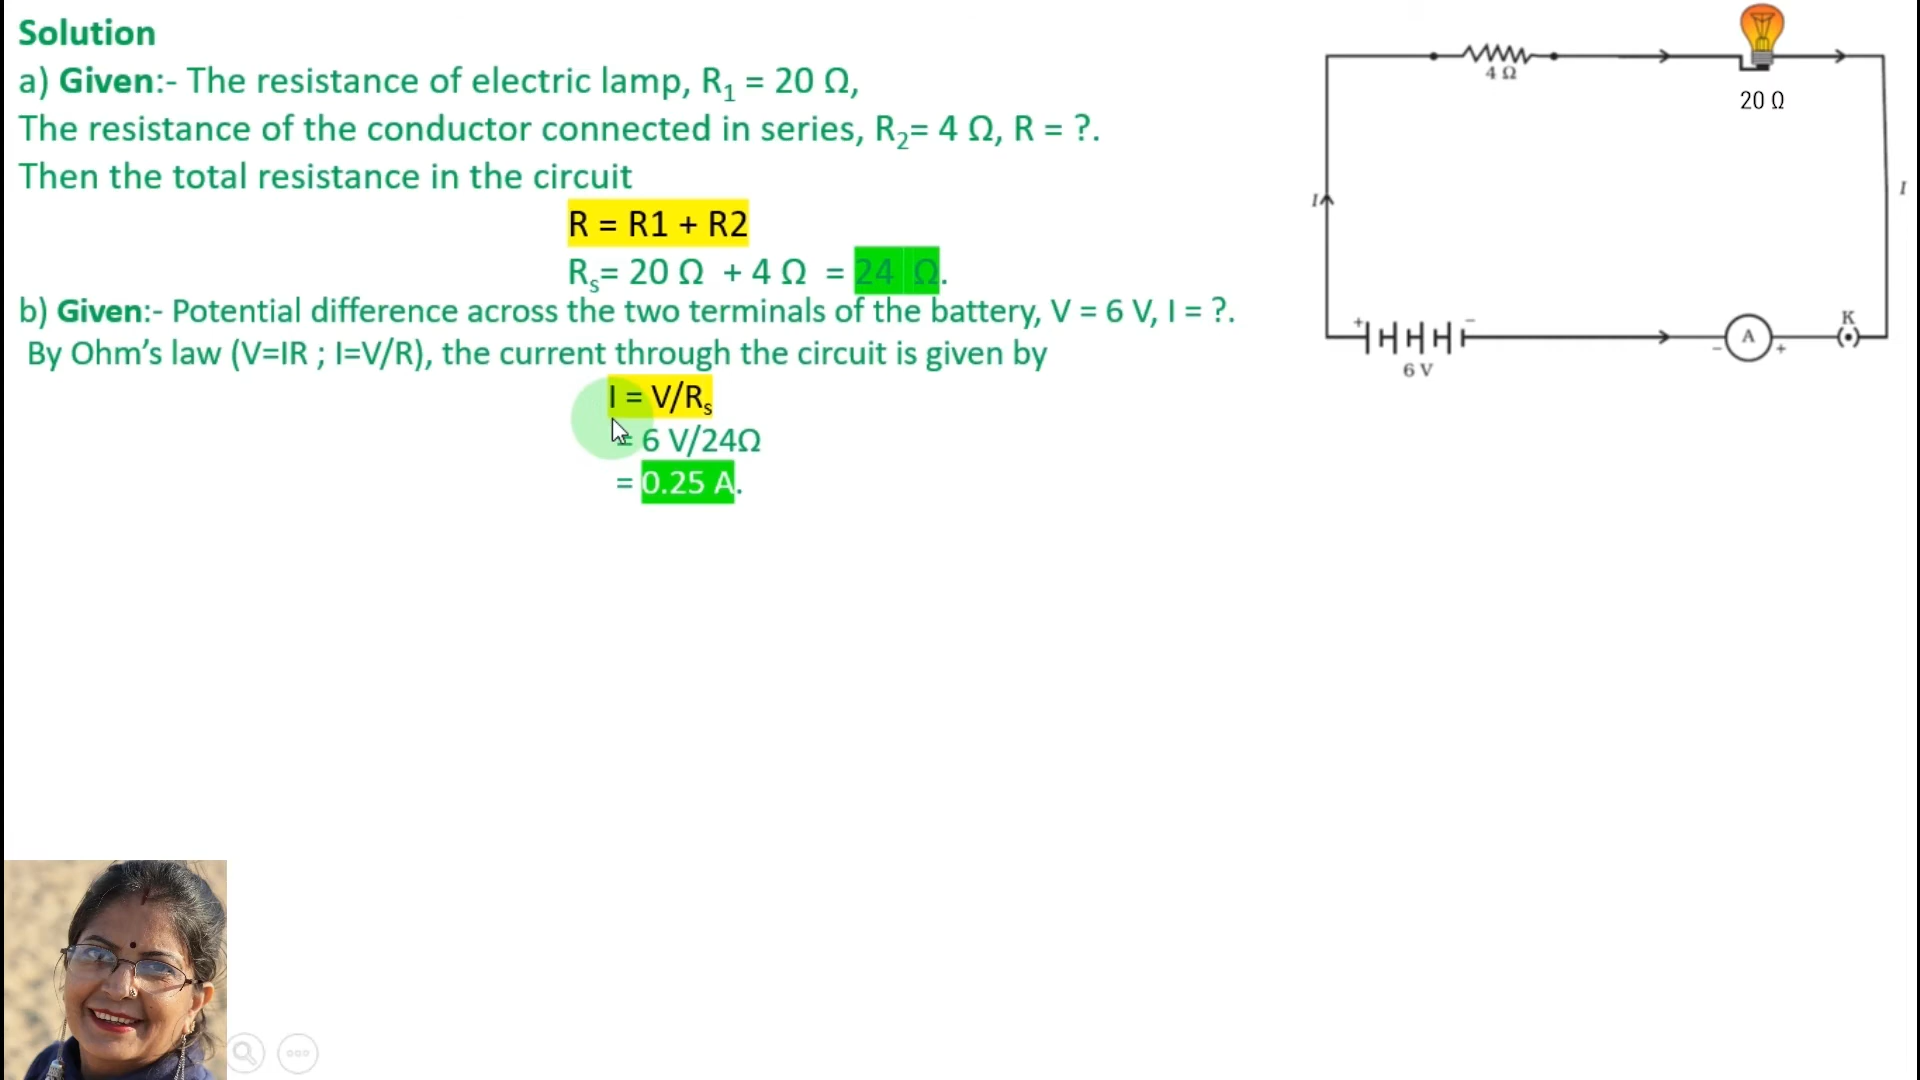 Solution
a) Given:- The resistance of electric lamp, R₁ = 20 Ω,
The resistance of the conductor connected in series, R₂= 4 Ω, R = ?.
Then the total resistance in the circuit
R = R1 + R2
Rₛ= 20 Ω + 4 Ω = 24 Ω.
b) Given:- Potential difference across the two terminals of the battery, V = 6 V, I = ?.
By Ohm’s law (V=IR ; I=V/R), the current through the circuit is given by
I = V/Rₛ
= 6 V/24Ω
= 0.25 A.
4 Ω
20 Ω
I
I
+
−
6 V
−
A
+
K